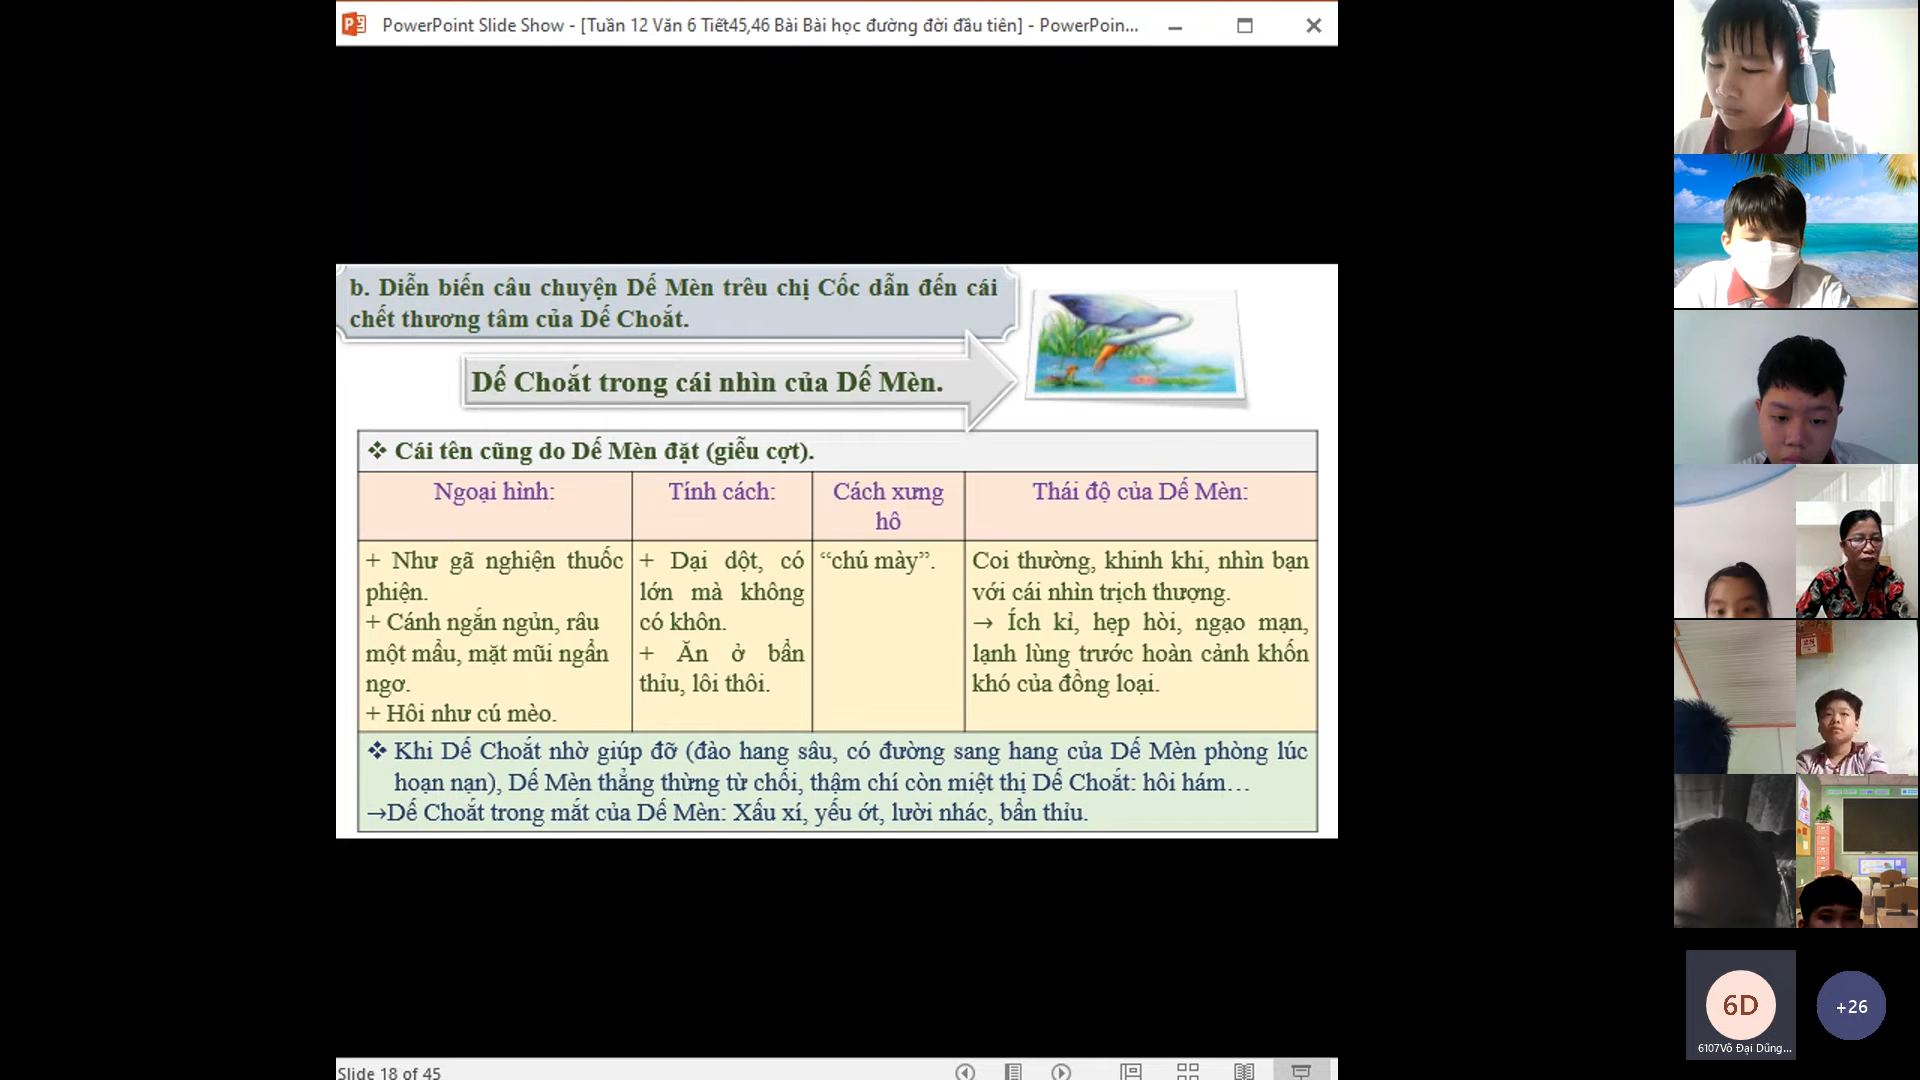 PowerPoint Slide Show - [Tuần 12 Văn 6 Tiết45,46 Bài Bài học đường đời đầu tiên] - PowerPoin...
b. Diễn biến câu chuyện Dế Mèn trêu chị Cốc dẫn đến cái
chết thương tâm của Dế Choắt.
Dế Choắt trong cái nhìn của Dế Mèn.
❖ Cái tên cũng do Dế Mèn đặt (giễu cợt).
Ngoại hình:
+ Như gã nghiện thuốc
phiện.
+ Cánh ngắn ngủn, râu
một mẩu, mặt mũi ngẩn
ngơ.
+ Hôi như cú mèo.
Tính cách:
+ Dại dột, có
lớn mà không
có khôn.
+ Ăn ở bẩn
thỉu, lôi thôi.
Cách xưng
hô
“chú mày”.
Thái độ của Dế Mèn:
Coi thường, khinh khi, nhìn bạn
với cái nhìn trịch thượng.
→ Ích kỉ, hẹp hòi, ngạo mạn,
lạnh lùng trước hoàn cảnh khốn
khó của đồng loại.
❖ Khi Dế Choắt nhờ giúp đỡ (đào hang sâu, có đường sang hang của Dế Mèn phòng lúc
hoạn nạn), Dế Mèn thẳng thừng từ chối, thậm chí còn miệt thị Dế Choắt: hôi hám…
→Dế Choắt trong mắt của Dế Mèn: Xấu xí, yếu ớt, lười nhác, bẩn thỉu.
Slide 18 of 45
6D
6107Võ Đại Dũng...
+26